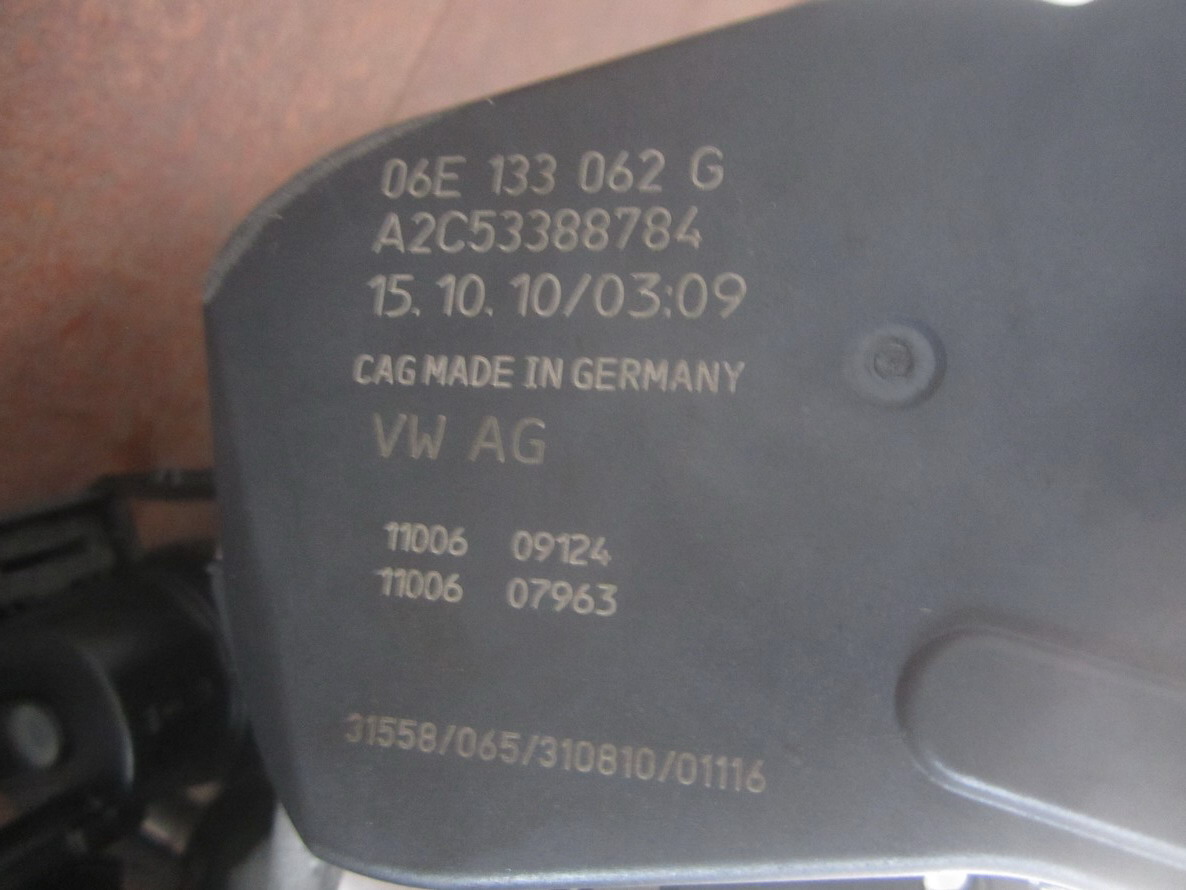 06E 133 062 G
A2C53388784
15.10.10/03:09
CAG MADE IN GERMANY
VW AG
11006 09124
11006 07963
31558/065/310810/01116